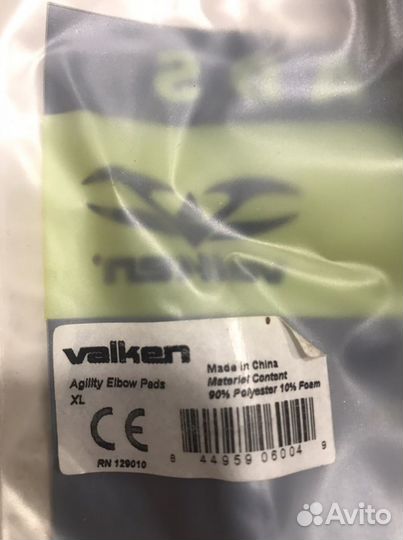 valken
valken
Agility Elbow Pads
XL
Made in China
Material Content
90% Polyester 10% Foam
CE
RN 129010
8 44959 06004 9
Avito